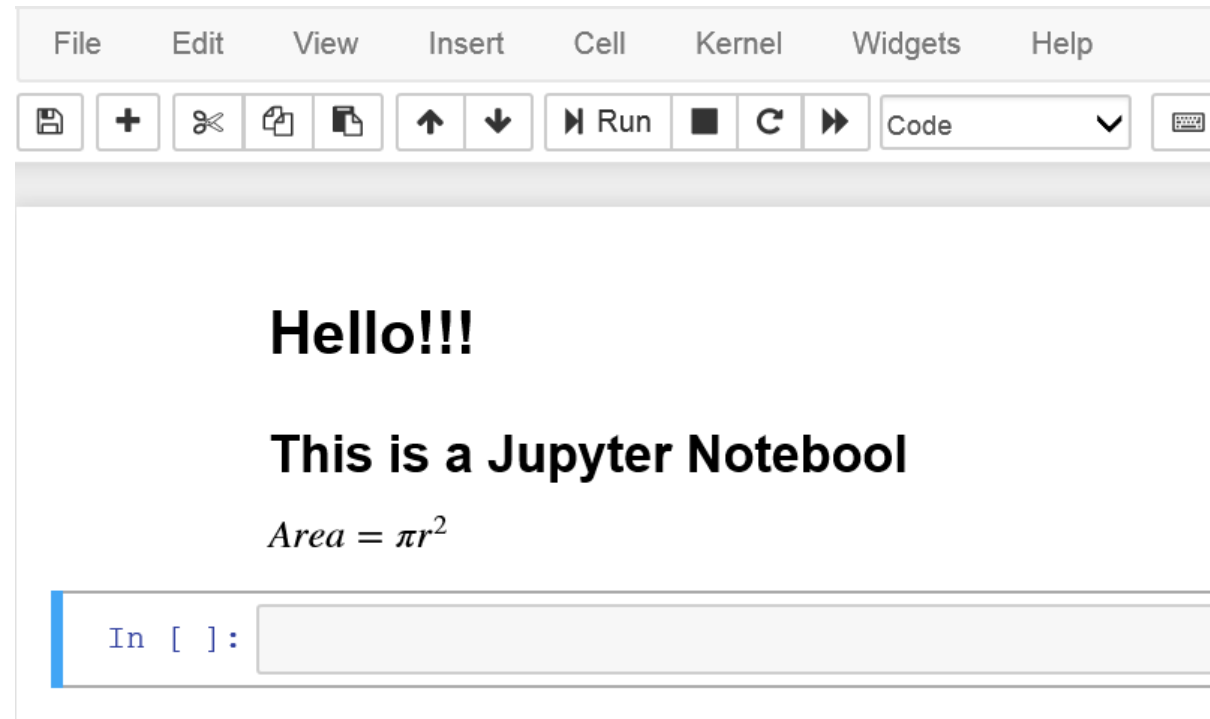 File Edit View Insert Cell Kernel Widgets Help
Run Code
Hello!!!
This is a Jupyter Notebool
Area = πr²
In [ ]: